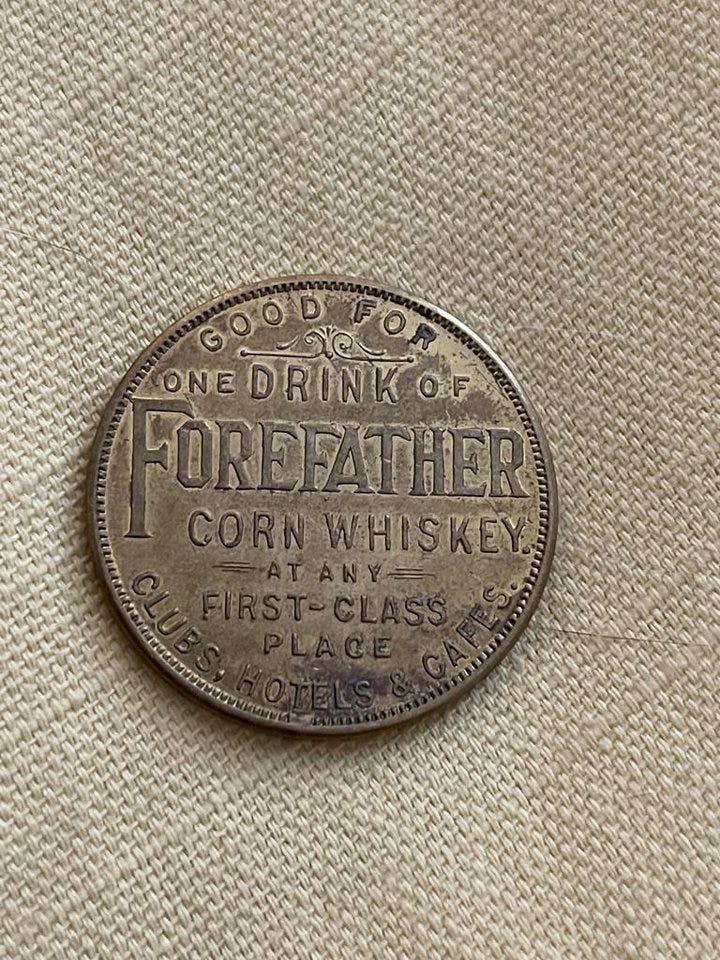 GOOD FOR
ONE DRINK OF
FOREFATHER
CORN WHISKEY.
AT ANY
FIRST-CLASS
PLACE
CLUBS, HOTELS & CAFES.